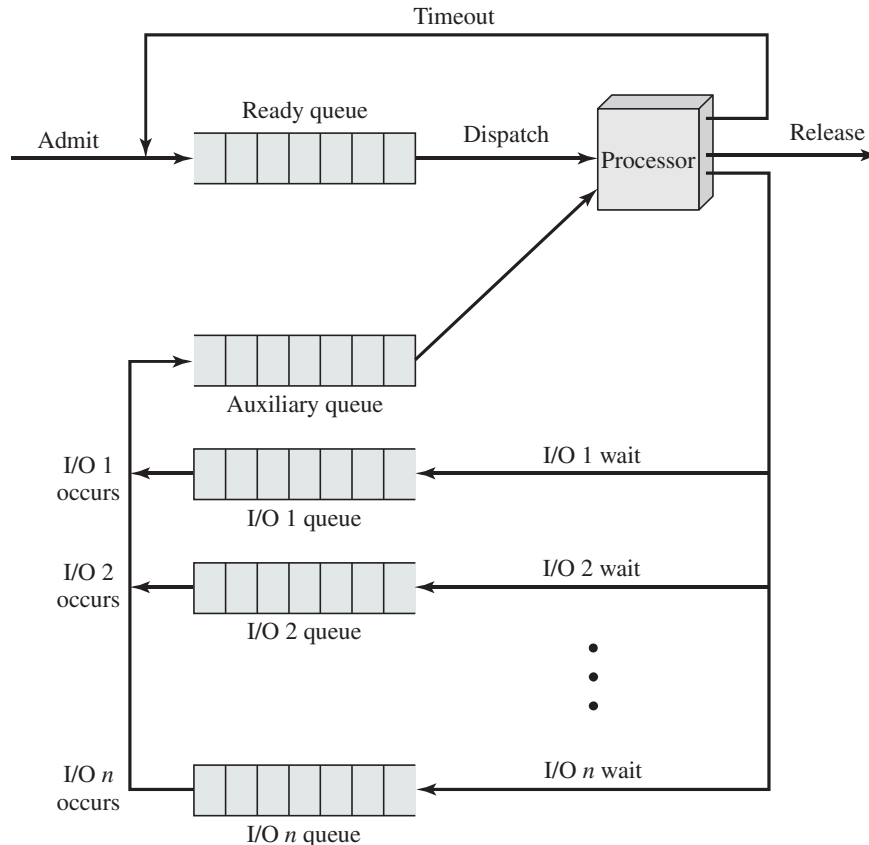 Timeout
Ready queue
Admit
Dispatch
Processor
Release
Auxiliary queue
I/O 1
occurs
I/O 1 wait
I/O 1 queue
I/O 2
occurs
I/O 2 wait
I/O 2 queue
I/O n
occurs
I/O n wait
I/O n queue